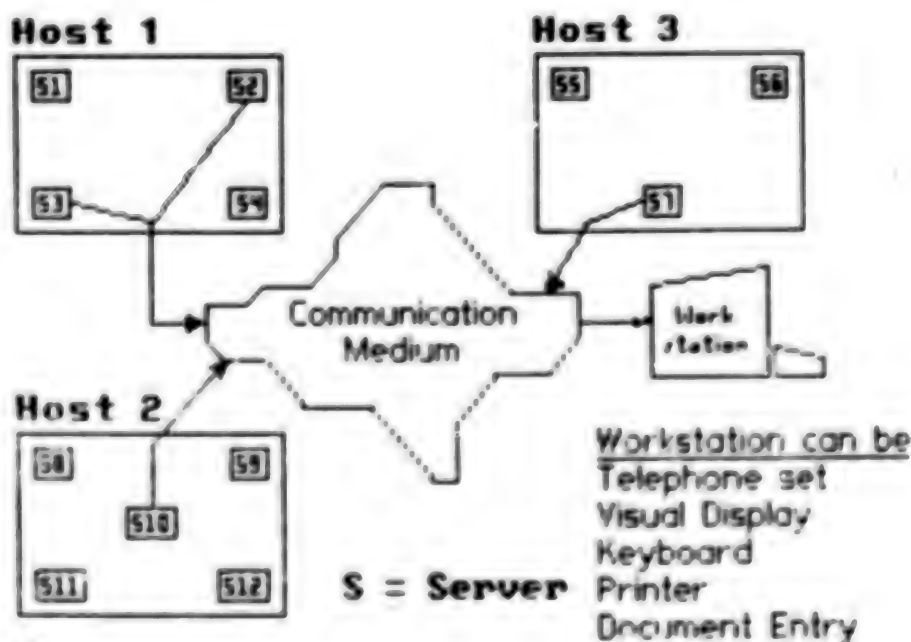 Host 1
S1
S2
S3
S4
Host 3
S5
S6
S7
Communication
Medium
Work
station
Host 2
S8
S9
S10
S11
S12
S = Server
Workstation can be
Telephone set
Visual Display
Keyboard
Printer
Document Entry